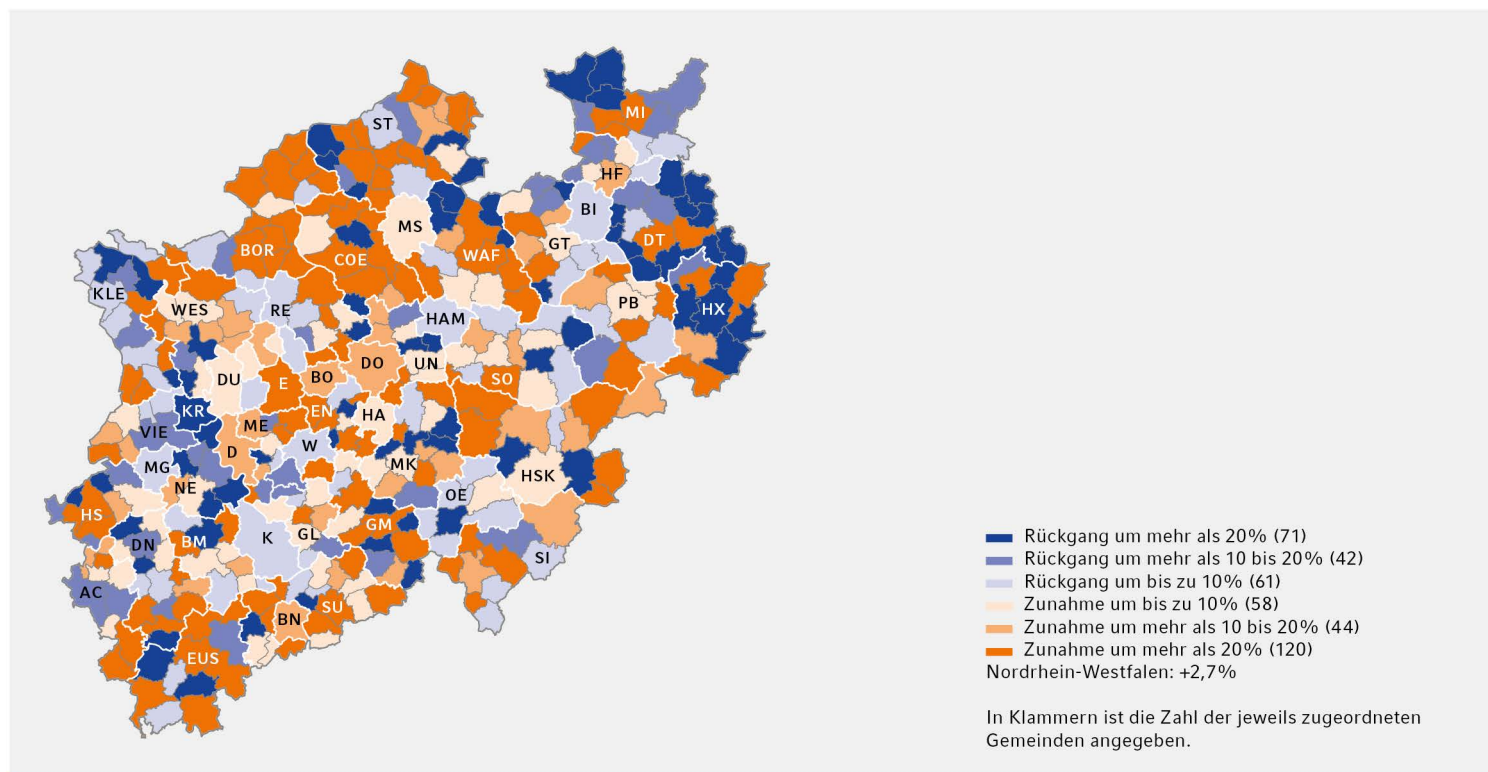 ST
MI
HF
BI
MS
GT
DT
BOR
COE
WAF
KLE
WES
RE
HAM
PB
HX
DU
E
BO
DO
UN
SO
KR
EN
HA
VIE
ME
W
D
MG
MK
HSK
NE
OE
HS
GM
DN
BM
K
GL
SI
AC
SU
BN
EUS
Rückgang um mehr als 20% (71)
Rückgang um mehr als 10 bis 20% (42)
Rückgang um bis zu 10% (61)
Zunahme um bis zu 10% (58)
Zunahme um mehr als 10 bis 20% (44)
Zunahme um mehr als 20% (120)
Nordrhein-Westfalen: +2,7%
In Klammern ist die Zahl der jeweils zugeordneten
Gemeinden angegeben.